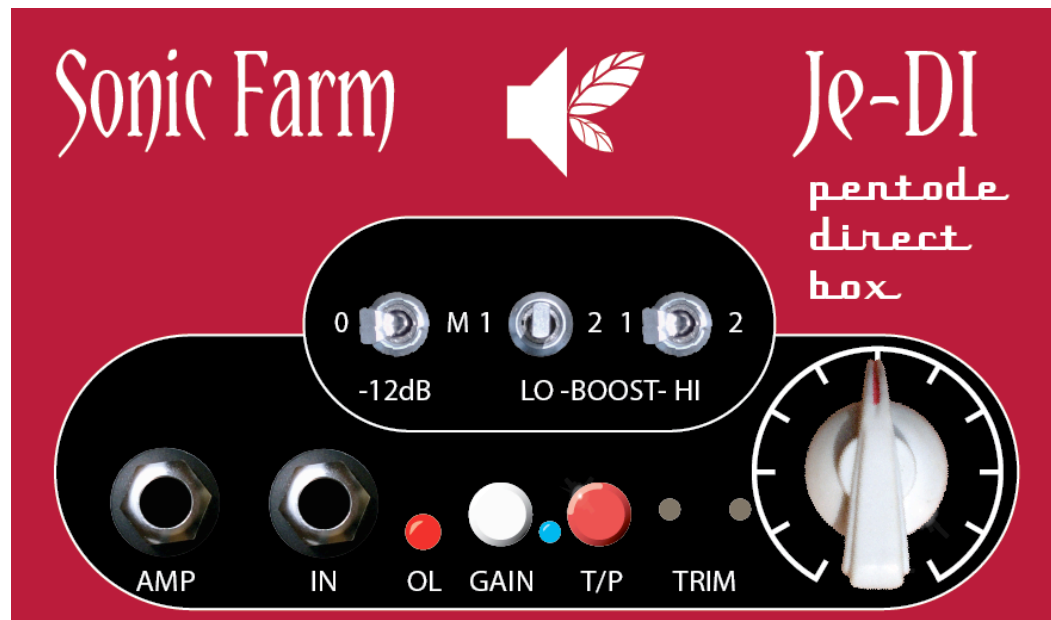 Sonic Farm
Je-DI
pentode
direct
box
0 M 1 2 1 2
-12dB LO -BOOST- HI
AMP IN OL GAIN T/P TRIM